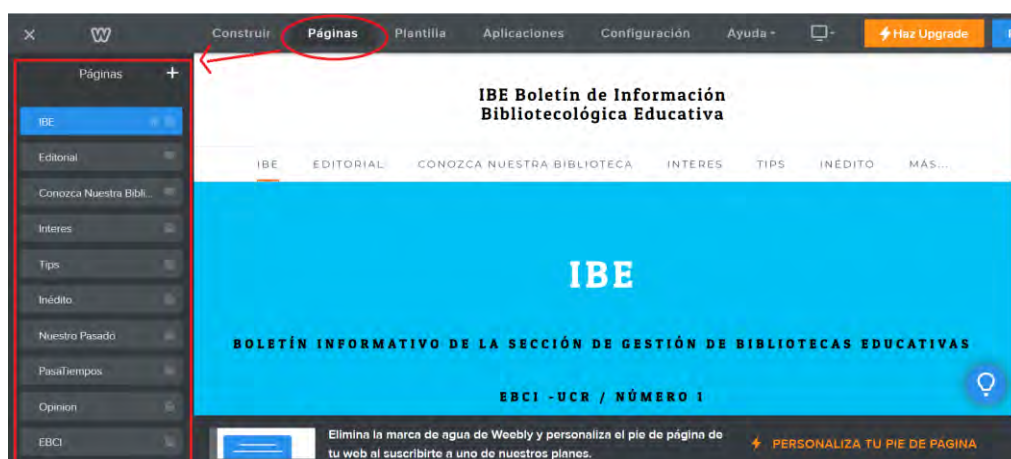 Construir Páginas Plantilla Aplicaciones Configuración Ayuda Haz Upgrade
Páginas +
IBE
Editorial
Conozca Nuestra Bibli...
Interes
Tips
Inédito
Nuestro Pasado
PasaTiempos
Opinion
EBCI
IBE Boletín de Información
Bibliotecológica Educativa
IBE EDITORIAL CONOZCA NUESTRA BIBLIOTECA INTERES TIPS INÉDITO MÁS...
IBE
BOLETÍN INFORMATIVO DE LA SECCIÓN DE GESTIÓN DE BIBLIOTECAS EDUCATIVAS
EBCI -UCR / NÚMERO 1
Elimina la marca de agua de Weebly y personaliza el pie de página de
tu web al suscribirte a uno de nuestros planes.
PERSONALIZA TU PIE DE PÁGINA